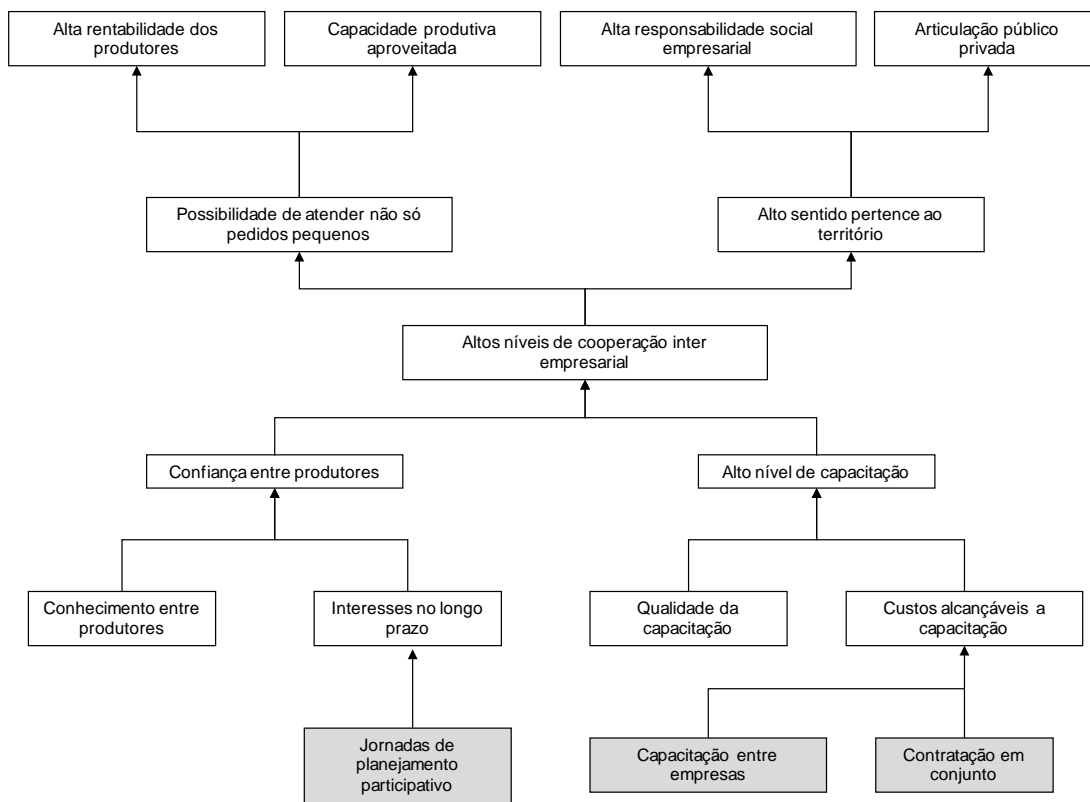 Alta rentabilidade dos
produtores
Capacidade produtiva
aproveitada
Alta responsabilidade social
empresarial
Articulação público
privada
Possibilidade de atender não só
pedidos pequenos
Alto sentido pertence ao
território
Altos níveis de cooperação inter
empresarial
Confiança entre produtores
Alto nível de capacitação
Conhecimento entre
produtores
Interesses no longo
prazo
Qualidade da
capacitação
Custos alcançáveis a
capacitação
Jornadas de
planejamento
participativo
Capacitação entre
empresas
Contratação em
conjunto